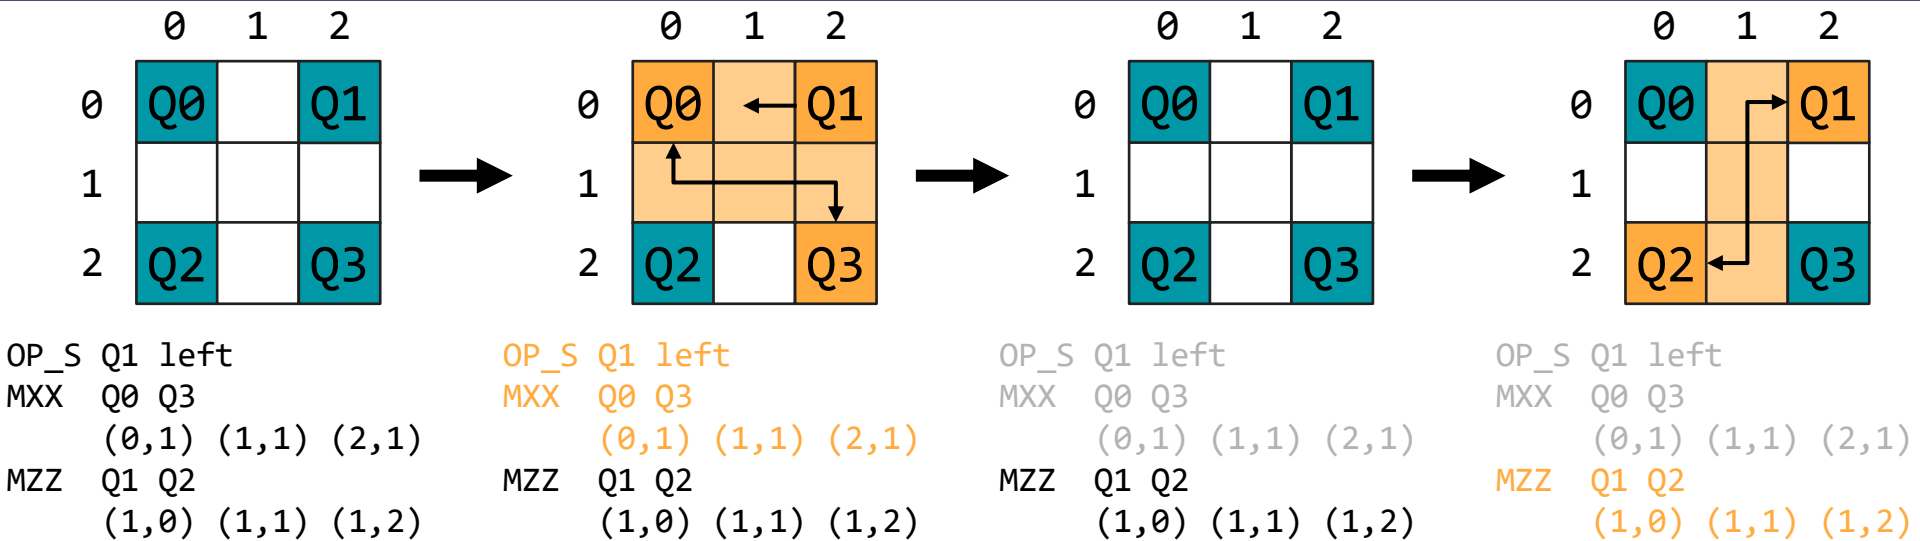 0 1 2
0 1 2
0 1 2
0 1 2
0 Q0 Q1
0 Q0 Q1
0 Q0 Q1
0 Q0 Q1
1
1
1
1
2 Q2 Q3
2 Q2 Q3
2 Q2 Q3
2 Q2 Q3
OP_S Q1 left
MXX Q0 Q3
(0,1) (1,1) (2,1)
MZZ Q1 Q2
(1,0) (1,1) (1,2)
OP_S Q1 left
MXX Q0 Q3
(0,1) (1,1) (2,1)
MZZ Q1 Q2
(1,0) (1,1) (1,2)
OP_S Q1 left
MXX Q0 Q3
(0,1) (1,1) (2,1)
MZZ Q1 Q2
(1,0) (1,1) (1,2)
OP_S Q1 left
MXX Q0 Q3
(0,1) (1,1) (2,1)
MZZ Q1 Q2
(1,0) (1,1) (1,2)